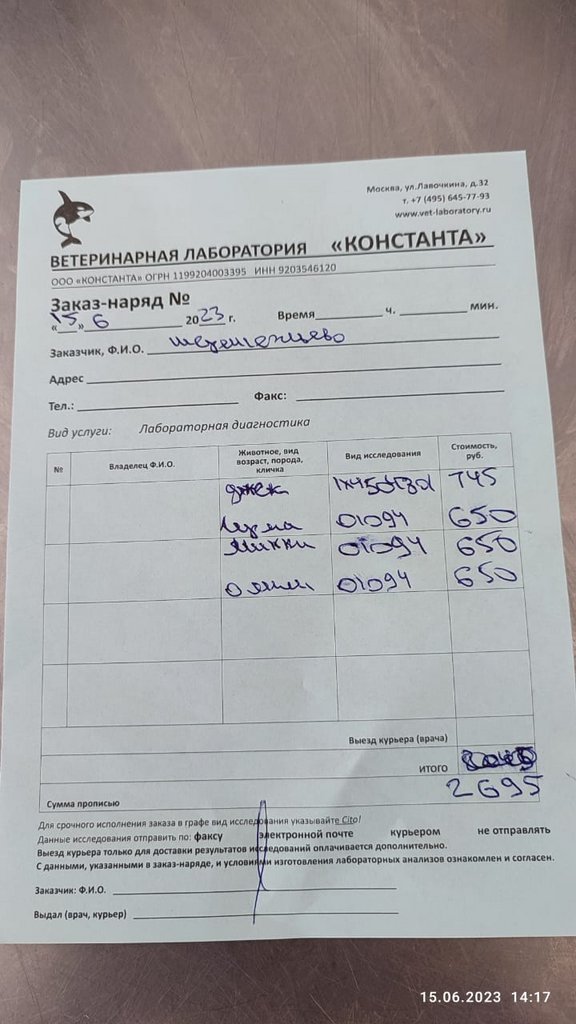 Москва, ул.Лавочкина, д.32
т. +7 (495) 645-77-93
www.vet-laboratory.ru
ВЕТЕРИНАРНАЯ ЛАБОРАТОРИЯ «КОНСТАНТА»
ООО «КОНСТАНТА» ОГРН 1199204003395 ИНН 9203546120
Заказ-наряд №
«15» 6 2023 г. Время ч. мин.
Заказчик, Ф.И.О.
Адрес
Тел.: Факс:
Вид услуги: Лабораторная диагностика
№ Владелец Ф.И.О. Животное, вид возраст, порода, кличка Вид исследования Стоимость, руб.
джек 745
01094 650
Микки 01094 650
01094 650
Выезд курьера (врача)
ИТОГО
2695
Сумма прописью
Для срочного исполнения заказа в графе вид исследования указывайте Cito!
Данные исследования отправить по: факсу электронной почте курьером не отправлять
Выезд курьера только для доставки результатов исследований оплачивается дополнительно.
С данными, указанными в заказ-наряде, и условиями изготовления лабораторных анализов ознакомлен и согласен.
Заказчик: Ф.И.О.
Выдал (врач, курьер)
15.06.2023 14:17